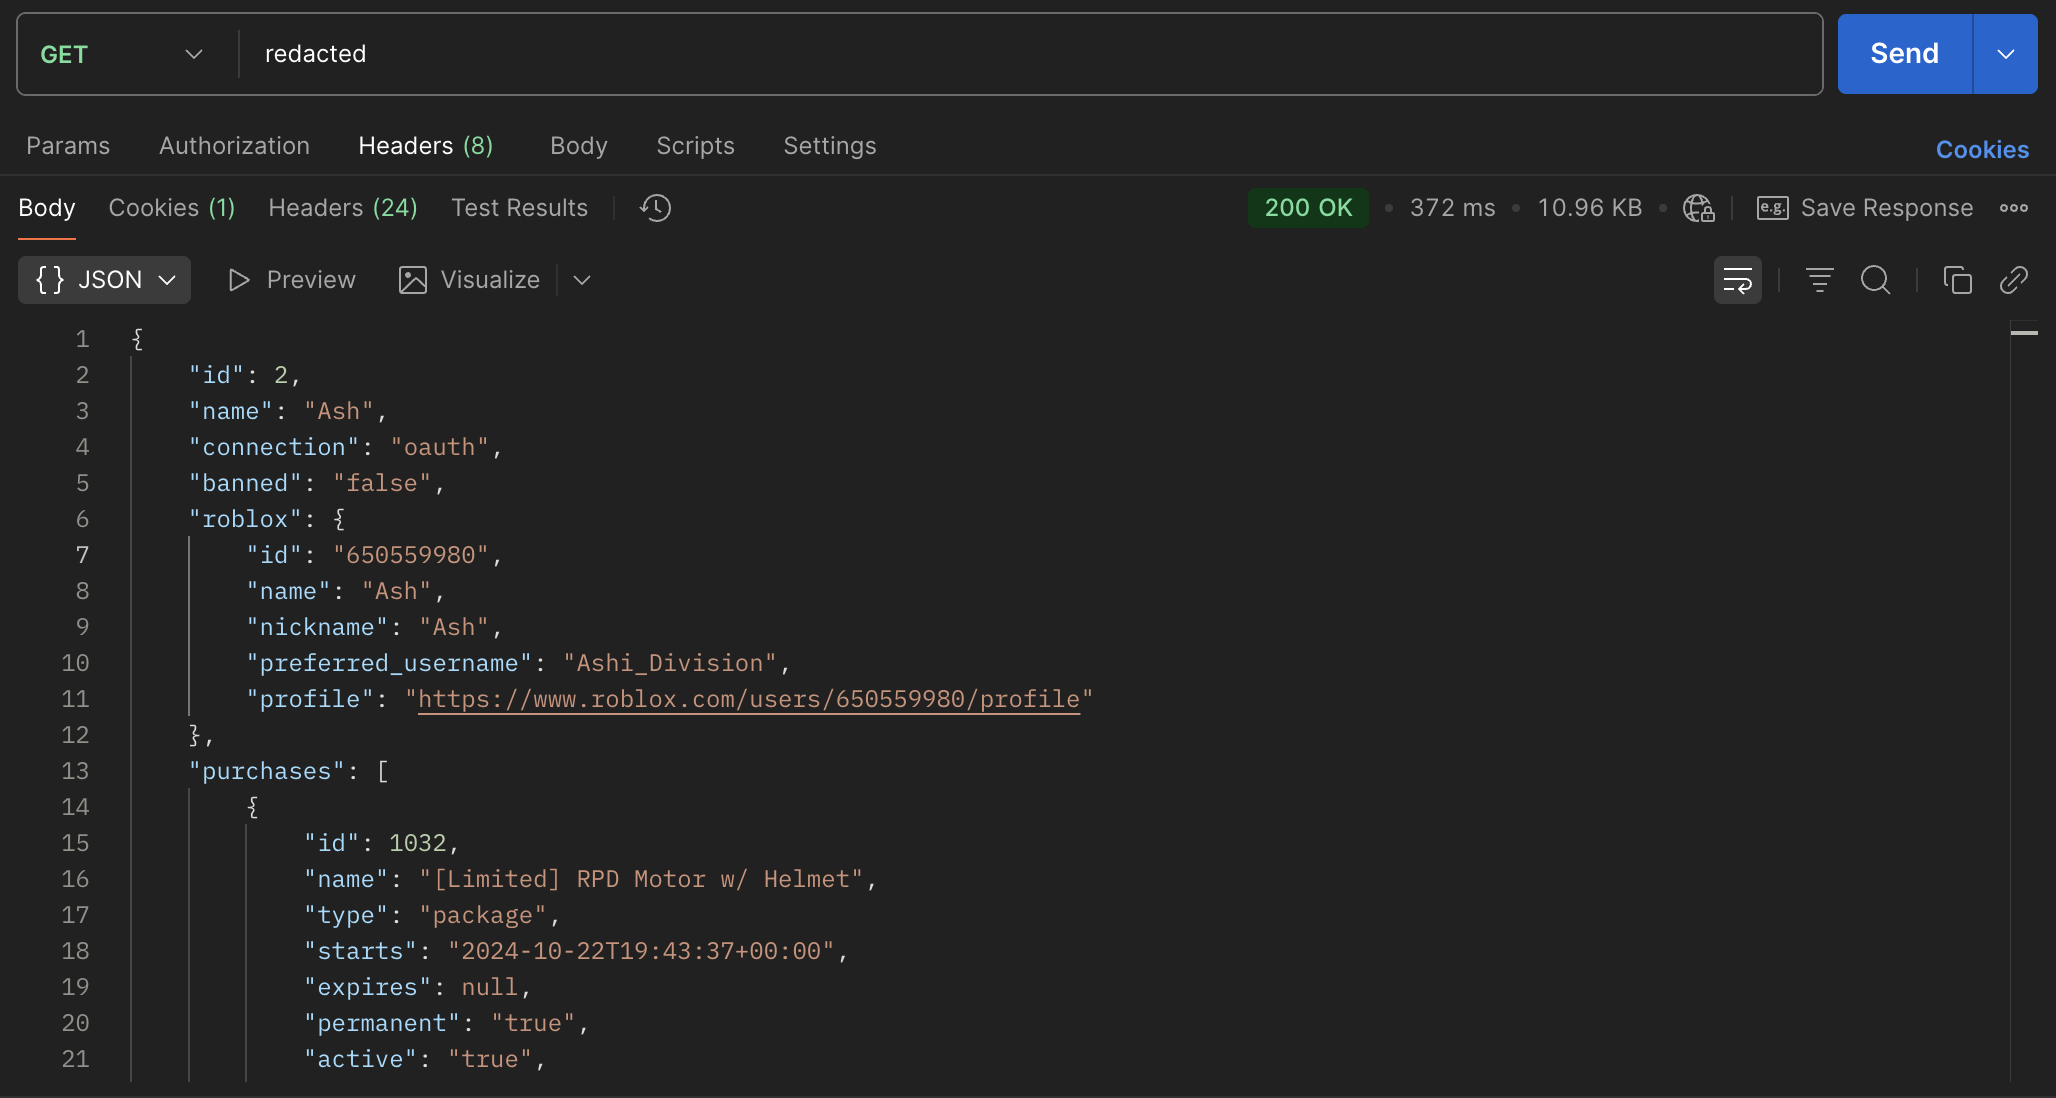 GET redacted Send
Params Authorization Headers (8) Body Scripts Settings Cookies
Body Cookies (1) Headers (24) Test Results 200 OK • 372 ms • 10.96 KB • e.g. Save Response
{} JSON Preview Visualize
1 {
2 "id": 2,
3 "name": "Ash",
4 "connection": "oauth",
5 "banned": "false",
6 "roblox": {
7 "id": "650559980",
8 "name": "Ash",
9 "nickname": "Ash",
10 "preferred_username": "Ashi_Division",
11 "profile": "https://www.roblox.com/users/650559980/profile"
12 },
13 "purchases": [
14 {
15 "id": 1032,
16 "name": "[Limited] RPD Motor w/ Helmet",
17 "type": "package",
18 "starts": "2024-10-22T19:43:37+00:00",
19 "expires": null,
20 "permanent": "true",
21 "active": "true",